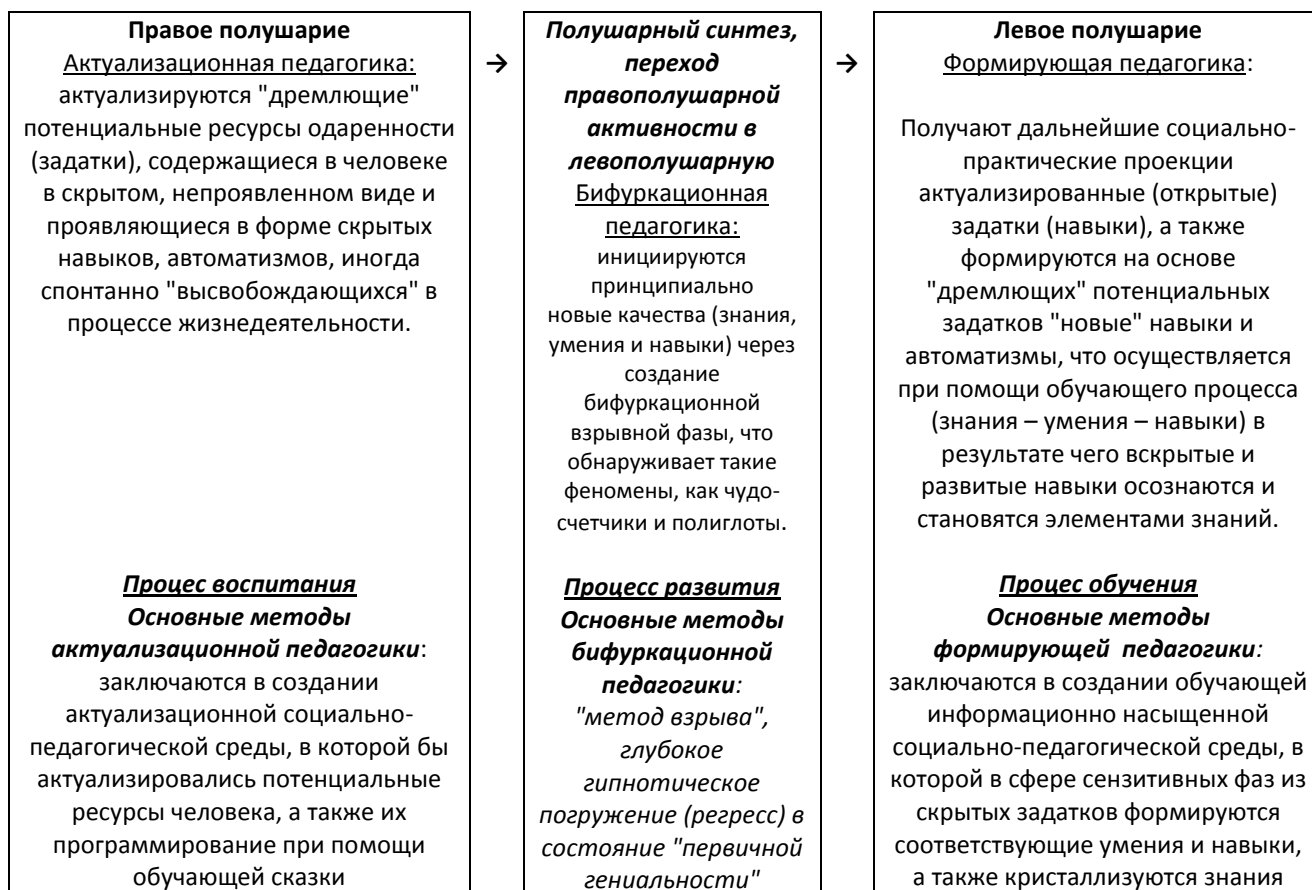 Правое полушарие
Актуализационная педагогика:
актуализируются "дремлющие"
потенциальные ресурсы одаренности
(задатки), содержащиеся в человеке
в скрытом, непроявленном виде и
проявляющиеся в форме скрытых
навыков, автоматизмов, иногда
спонтанно "высвобождающихся" в
процессе жизнедеятельности.
Процес воспитания
Основные методы
актуализационной педагогики:
заключаются в создании
актуализационной социально-
педагогической среды, в которой бы
актуализировались потенциальные
ресурсы человека, а также их
программирование при помощи
обучающей сказки
→
Полушарный синтез,
переход
правополушарной
активности в
левополушарную
Бифуркационная
педагогика:
инициируются
принципиально
новые качества (знания,
умения и навыки) через
создание
бифуркационной
взрывной фазы, что
обнаруживает такие
феномены, как чудо-
счетчики и полиглоты.
Процесс развития
Основные методы
бифуркационной
педагогики:
"метод взрыва",
глубокое
гипнотическое
погружение (регресс) в
состояние "первичной
гениальности"
→
Левое полушарие
Формирующая педагогика:
Получают дальнейшие социально-
практические проекции
актуализированные (открытые)
задатки (навыки), а также
формируются на основе
"дремлющих" потенциальных
задатков "новые" навыки и
автоматизмы, что осуществляется
при помощи обучающего процесса
(знания – умения – навыки) в
результате чего вскрытые и
развитые навыки осознаются и
становятся элементами знаний.
Процес обучения
Основные методы
формирующей педагогики:
заключаются в создании обучающей
информационно насыщенной
социально-педагогической среды, в
которой в сфере сензитивных фаз из
скрытых задатков формируются
соответствующие умения и навыки,
а также кристаллизуются знания